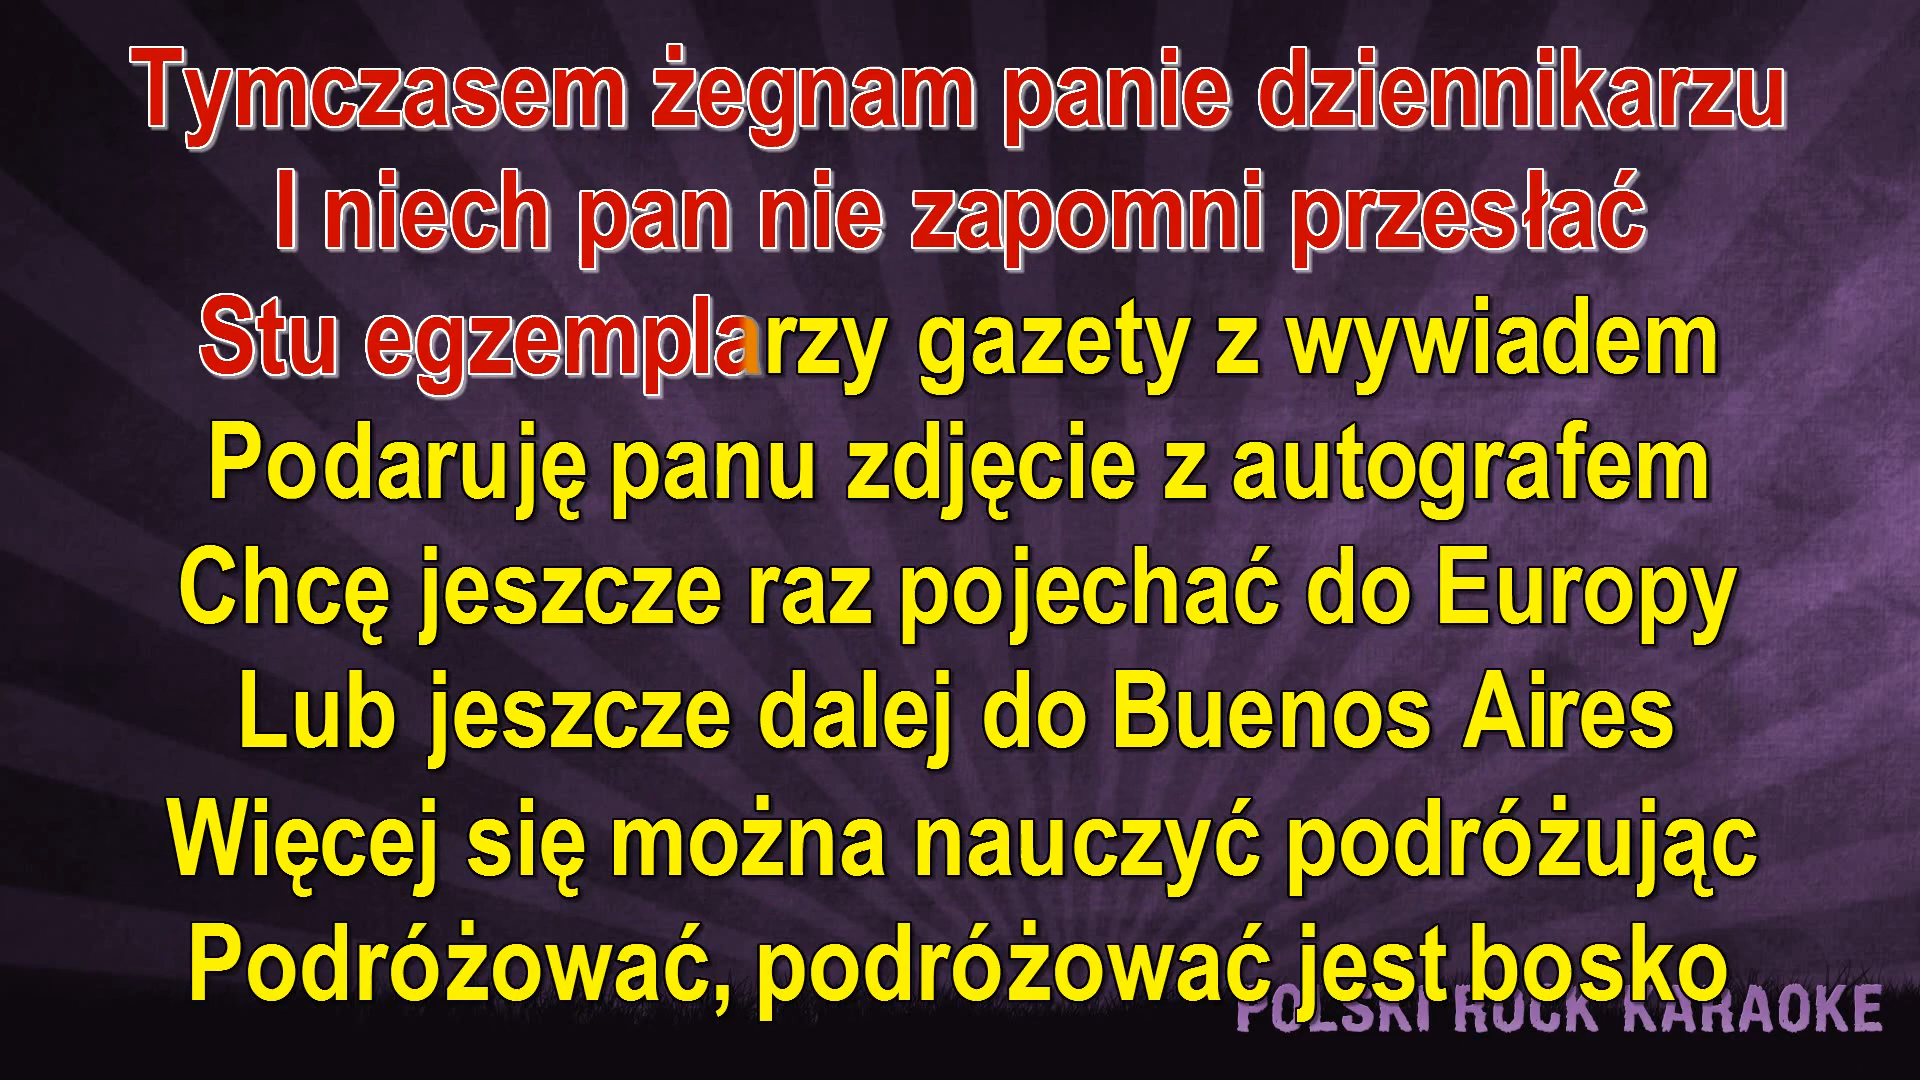 Tymczasem żegnam panie dziennikarzu
I niech pan nie zapomni przesłać
Stu egzemplarzy gazety z wywiadem
Podaruję panu zdjęcie z autografem
Chcę jeszcze raz pojechać do Europy
Lub jeszcze dalej do Buenos Aires
Więcej się można nauczyć podróżując
Podróżować, podróżować jest bosko
POLSKI ROCK KARAOKE